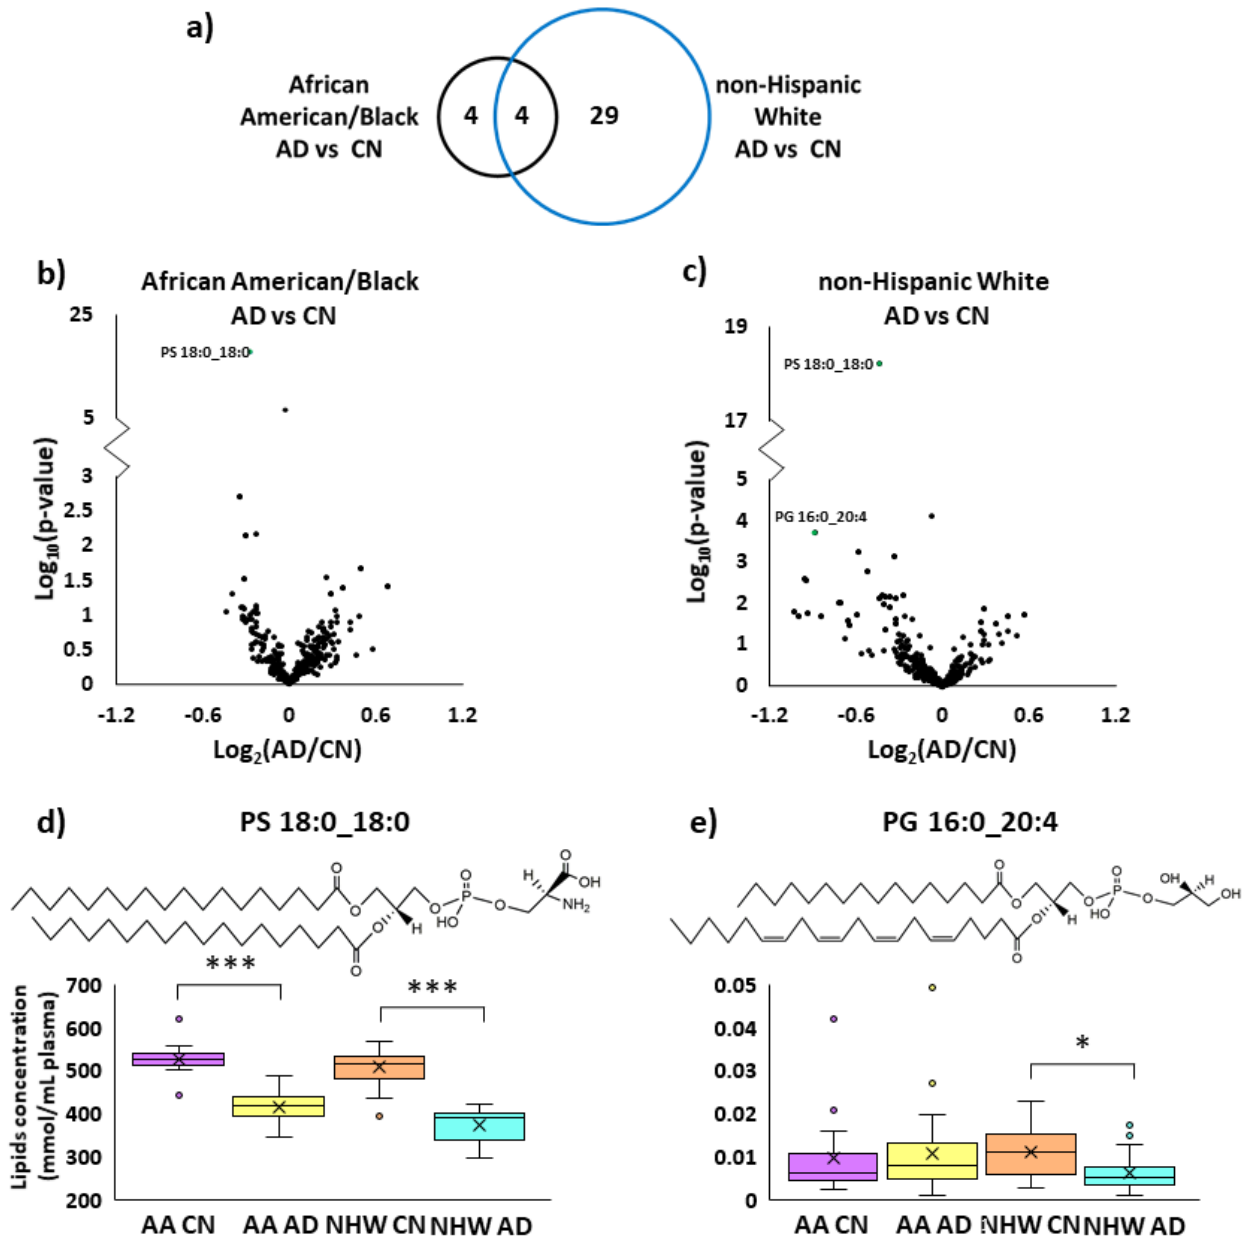 a)
African
American/Black
AD vs CN
4
4
29
non-Hispanic
White
AD vs CN
b)
African American/Black
AD vs CN
25
PS 18:0_18:0
5
3
2.5
2
1.5
1
0.5
0
Log10(p-value)
-1.2
-0.6
0
0.6
1.2
Log2(AD/CN)
c)
non-Hispanic White
AD vs CN
19
PS 18:0_18:0
17
5
PG 16:0_20:4
4
3
2
1
0
Log10(p-value)
-1.2
-0.6
0
0.6
1.2
Log2(AD/CN)
d)
PS 18:0_18:0
O
O
O
O
O
P
HO
O
O
H
H
O
OH
NH2
***
***
700
600
500
400
300
200
Lipids concentration
(mmol/mL plasma)
AA CN
AA AD
NHW CN
NHW AD
e)
PG 16:0_20:4
O
O
O
O
H
O
O
P
HO
O
OH
H
OH
*
0.05
0.04
0.03
0.02
0.01
0
AA CN
AA AD
NHW CN
NHW AD